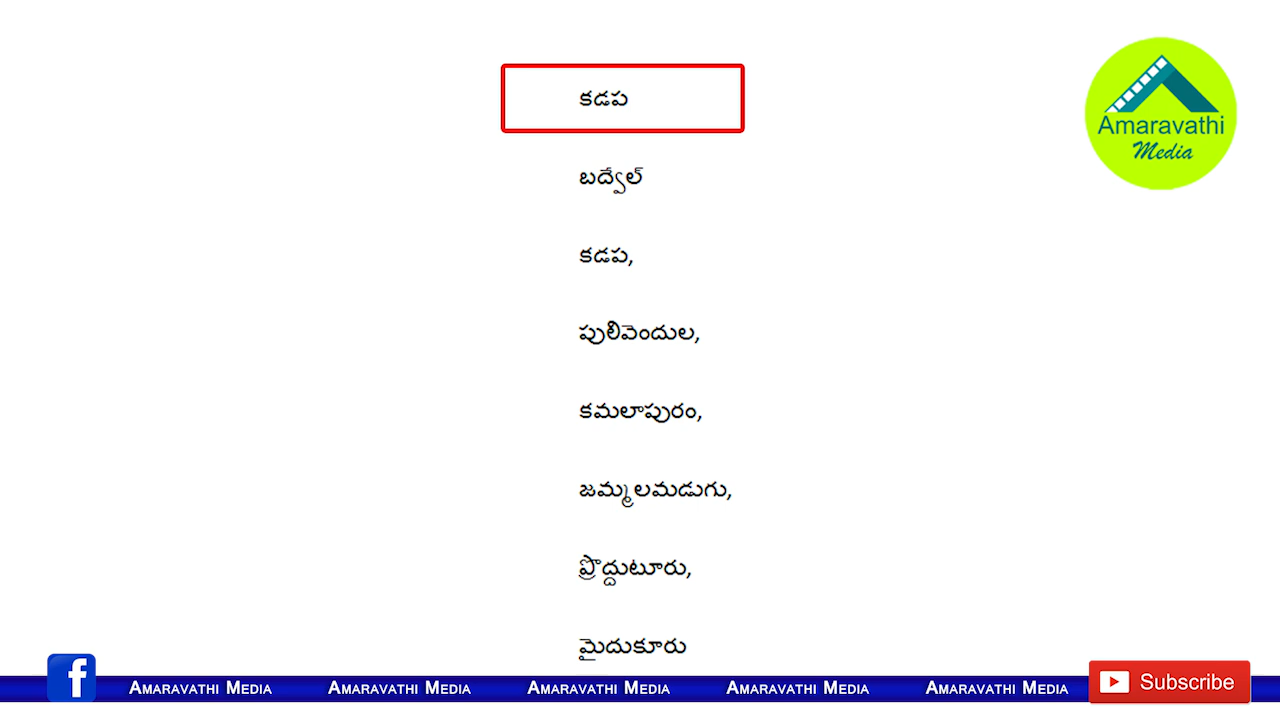 కడప
Amaravathi
Media
బద్వేల్
కడప,
పులివెందుల,
కమలాపురం,
జమ్మలమడుగు,
ప్రొద్దుటూరు,
మైదుకూరు
f Amaravathi Media Amaravathi Media Amaravathi Media Amaravathi Media Amaravathi Media Subscribe